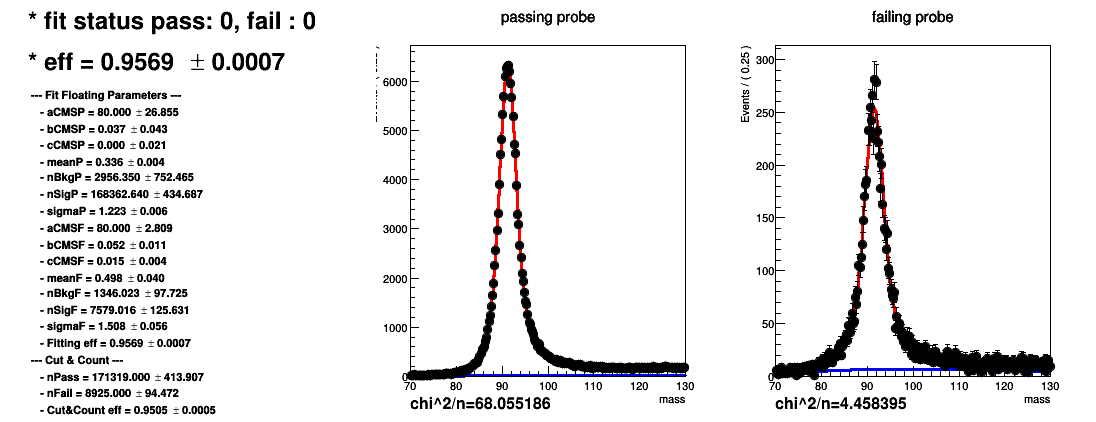 * fit status pass: 0, fail : 0
* eff = 0.9569 ± 0.0007
--- Fit Floating Parameters ---
- aCMSP = 80.000 ± 26.855
- bCMSP = 0.037 ± 0.043
- cCMSP = 0.000 ± 0.021
- meanP = 0.336 ± 0.004
- nBkgP = 2956.350 ± 752.465
- nSigP = 168362.640 ± 434.687
- sigmaP = 1.223 ± 0.006
- aCMSF = 80.000 ± 2.809
- bCMSF = 0.052 ± 0.011
- cCMSF = 0.015 ± 0.004
- meanF = 0.498 ± 0.040
- nBkgF = 1346.023 ± 97.725
- nSigF = 7579.016 ± 125.631
- sigmaF = 1.508 ± 0.056
- Fitting eff = 0.9569 ± 0.0007
--- Cut & Count ---
- nPass = 171319.000 ± 413.907
- nFail = 8925.000 ± 94.472
- Cut&Count eff = 0.9505 ± 0.0005
passing probe
6000
5000
4000
3000
2000
1000
0
70 80 90 100 110 120 130
mass
chi^2/n=68.055186
failing probe
Events / ( 0.25 )
300
250
200
150
100
50
0
70 80 90 100 110 120 130
mass
chi^2/n=4.458395